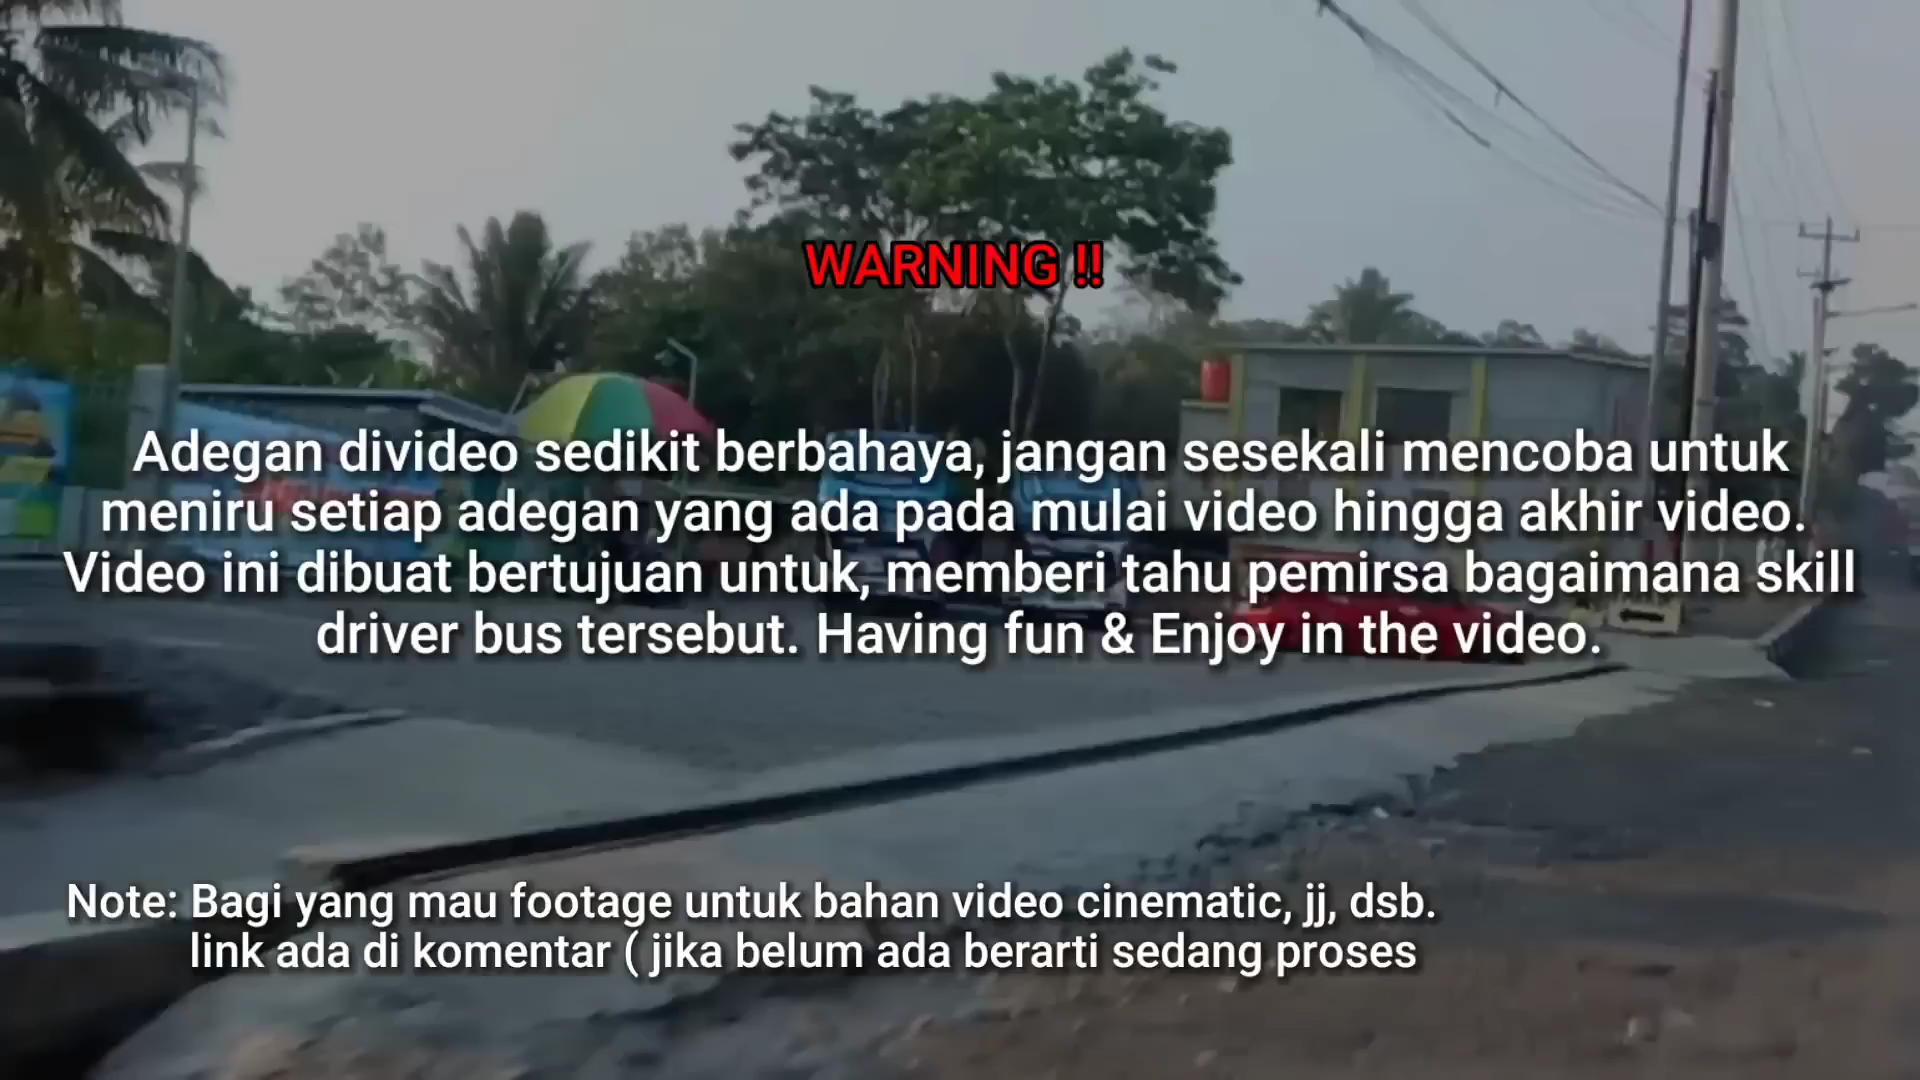 WARNING !!
Adegan divideo sedikit berbahaya, jangan sesekali mencoba untuk
meniru setiap adegan yang ada pada mulai video hingga akhir video.
Video ini dibuat bertujuan untuk, memberi tahu pemirsa bagaimana skill
driver bus tersebut. Having fun & Enjoy in the video.
Note: Bagi yang mau footage untuk bahan video cinematic, jj, dsb.
link ada di komentar ( jika belum ada berarti sedang proses